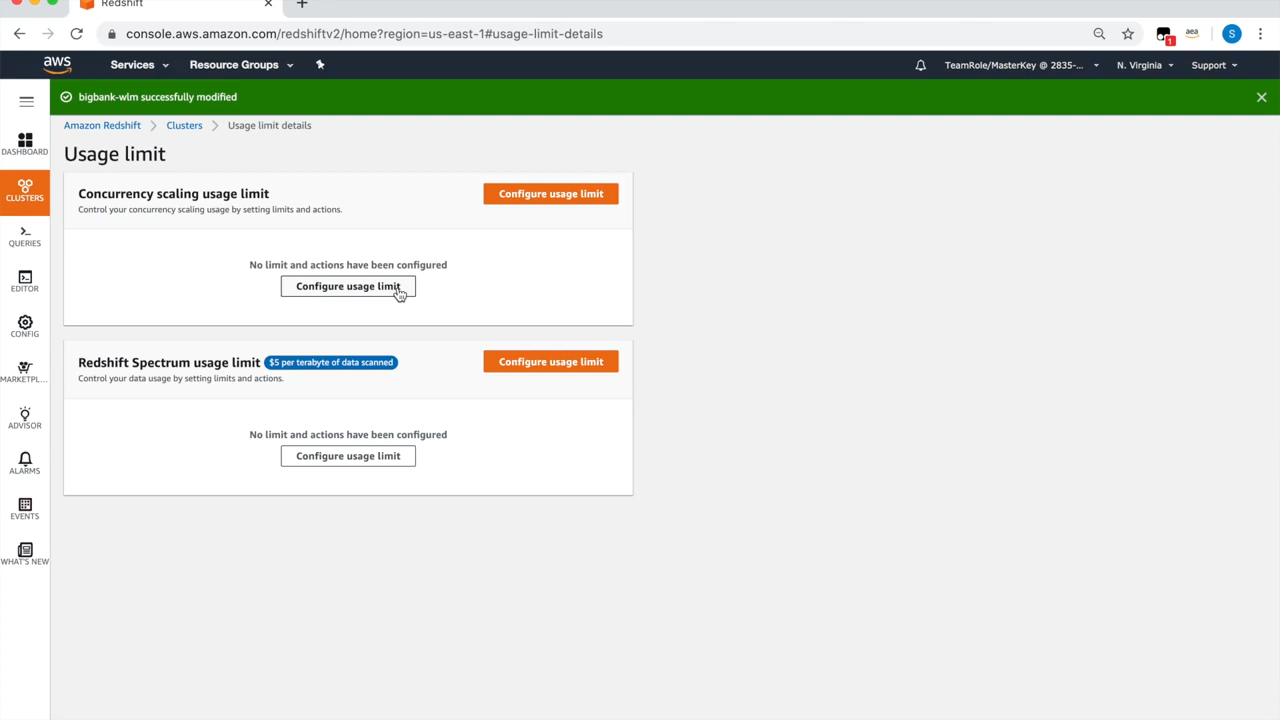 Redshift
console.aws.amazon.com/redshiftv2/home?region=us-east-1#usage-limit-details
1
aea
S
aws
Services
Resource Groups
TeamRole/MasterKey @ 2835-...
N. Virginia
Support
bigbank-wlm successfully modified
Amazon Redshift
Clusters
Usage limit details
Usage limit
Concurrency scaling usage limit
Configure usage limit
Control your concurrency scaling usage by setting limits and actions.
No limit and actions have been configured
Configure usage limit
Redshift Spectrum usage limit
$5 per terabyte of data scanned
Configure usage limit
Control your data usage by setting limits and actions.
No limit and actions have been configured
Configure usage limit
DASHBOARD
CLUSTERS
QUERIES
EDITOR
CONFIG
MARKETPL...
ADVISOR
ALARMS
EVENTS
WHAT'S NEW